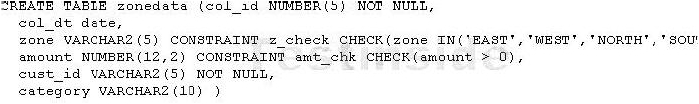 CREATE TABLE zonedata (col_id NUMBER(5) NOT NULL,
col_dt date,
zone VARCHAR2(5) CONSTRAINT z_check CHECK(zone IN('EAST','WEST','NORTH','SOU
amount NUMBER(12,2) CONSTRAINT amt_chk CHECK(amount > 0),
cust_id VARCHAR2(5) NOT NULL,
category VARCHAR2(10) )